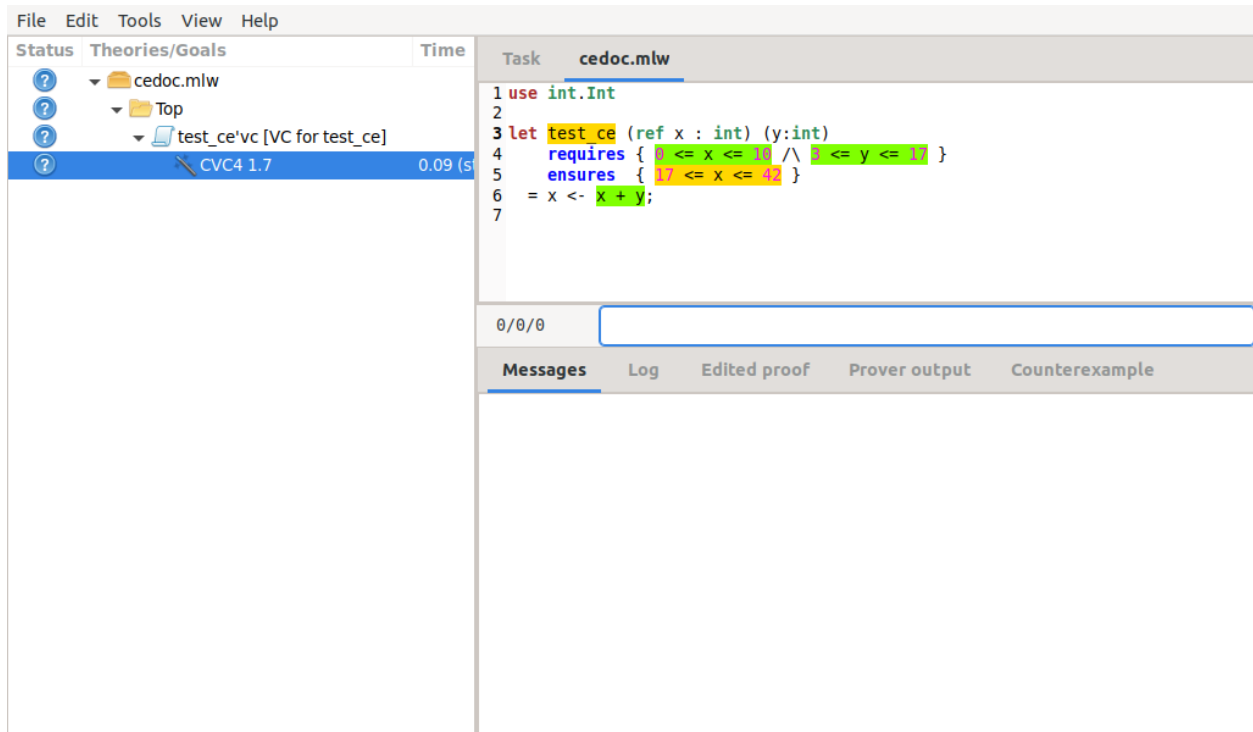 File Edit Tools View Help
Status Theories/Goals Time
cedoc.mlw
Top
test_ce'vc [VC for test_ce]
CVC4 1.7 0.09 (st
Task cedoc.mlw
1 use int.Int
2
3 let test_ce (ref x : int) (y:int)
4 requires { 0 <= x <= 10 /\ 3 <= y <= 17 }
5 ensures { 17 <= x <= 42 }
6 = x <- x + y;
7
0/0/0
Messages Log Edited proof Prover output Counterexample